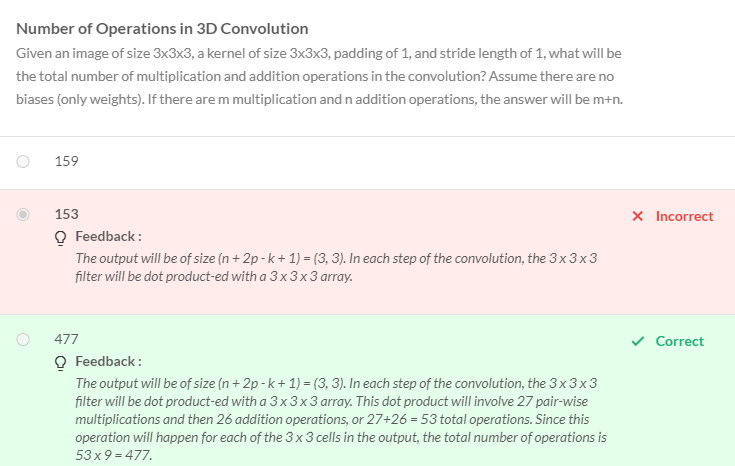 Number of Operations in 3D Convolution
Given an image of size 3x3x3, a kernel of size 3x3x3, padding of 1, and stride length of 1, what will be
the total number of multiplication and addition operations in the convolution? Assume there are no
biases (only weights). If there are m multiplication and n addition operations, the answer will be m+n.
159
153
Incorrect
Feedback :
The output will be of size (n + 2p - k + 1) = (3, 3). In each step of the convolution, the 3 x 3 x 3
filter will be dot product-ed with a 3 x 3 x 3 array.
477
Correct
Feedback :
The output will be of size (n + 2p - k + 1) = (3, 3). In each step of the convolution, the 3 x 3 x 3
filter will be dot product-ed with a 3 x 3 x 3 array. This dot product will involve 27 pair-wise
multiplications and then 26 addition operations, or 27+26 = 53 total operations. Since this
operation will happen for each of the 3 x 3 cells in the output, the total number of operations is
53 x 9 = 477.